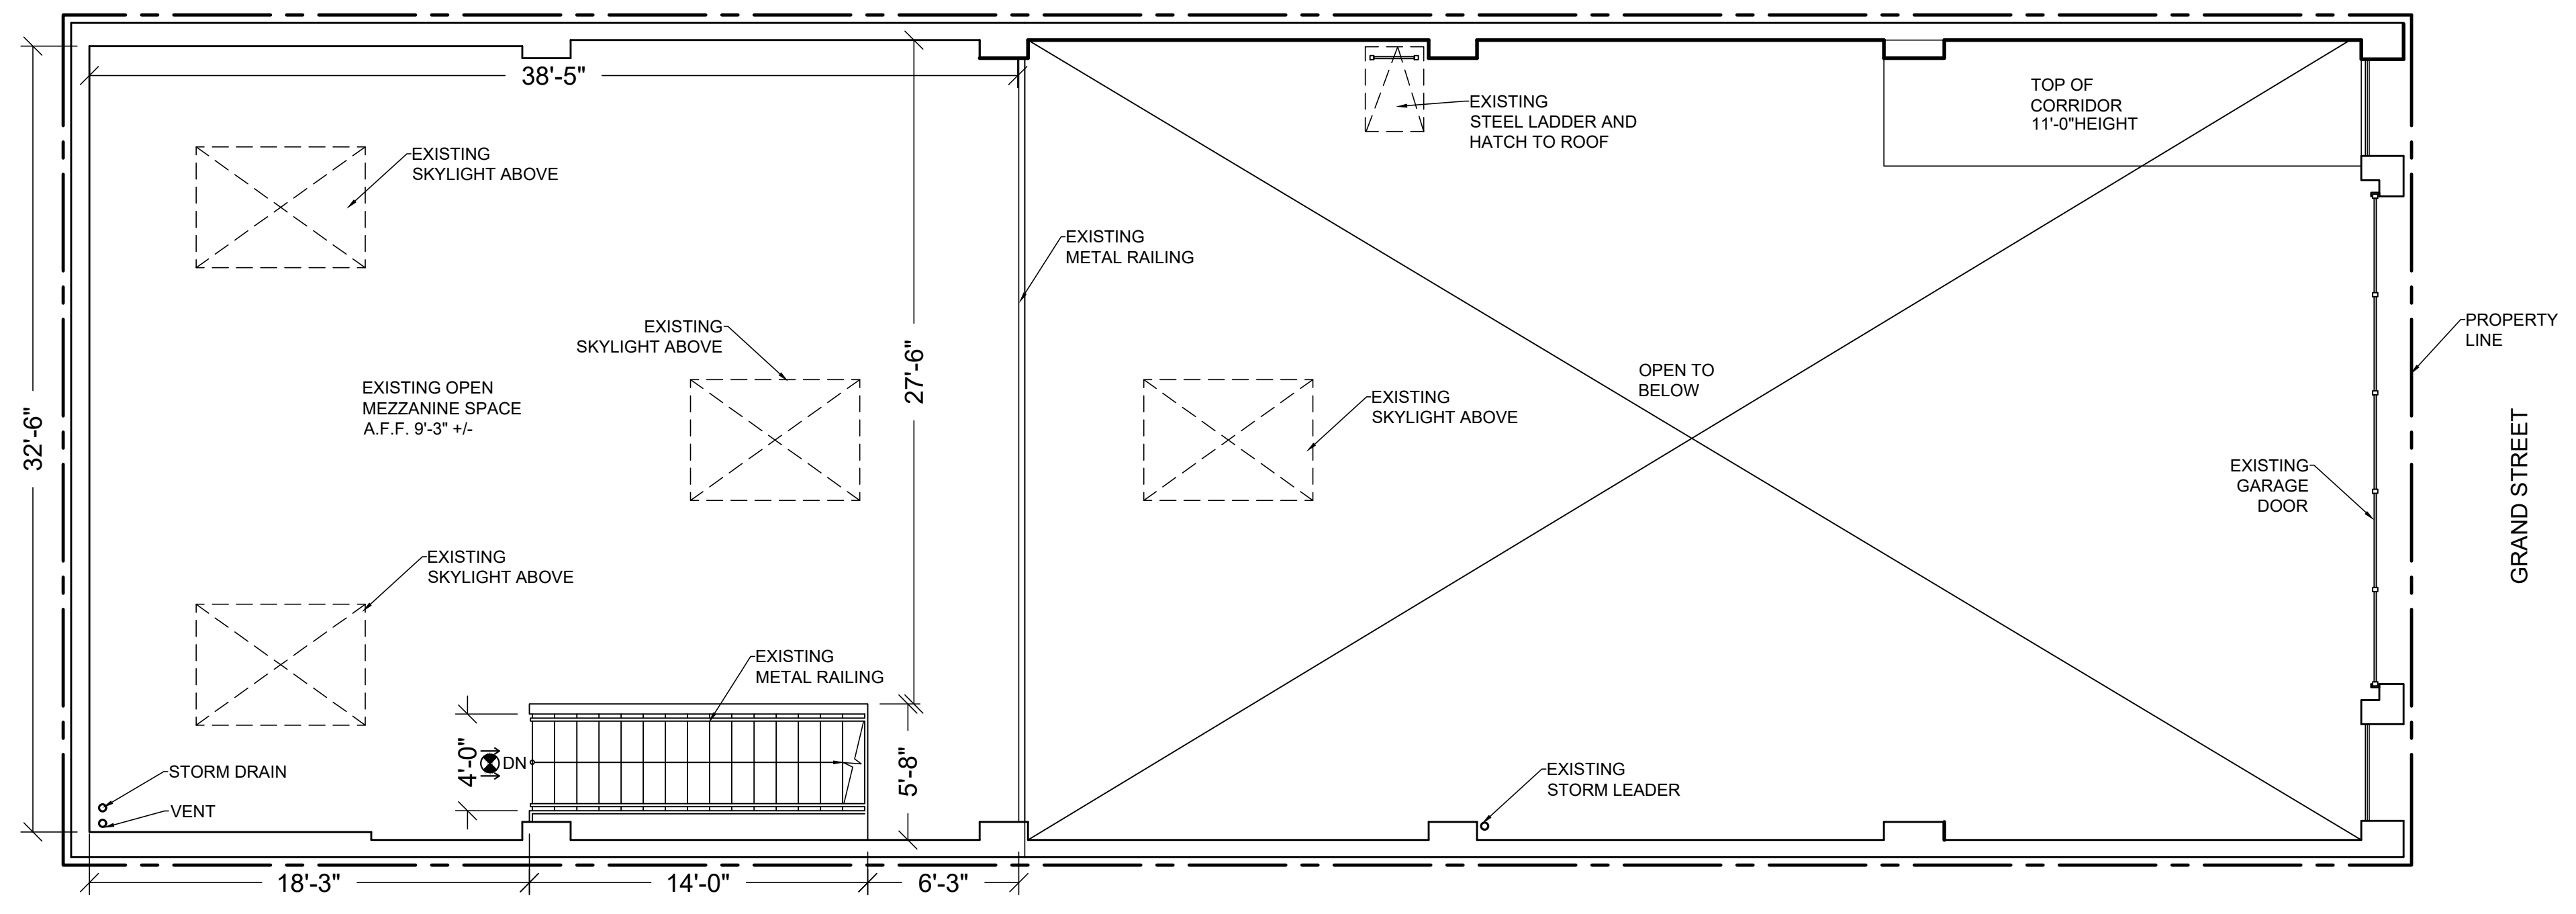 38'-5"
TOP OF
CORRIDOR
11'-0"HEIGHT
EXISTING
STEEL LADDER AND
HATCH TO ROOF
EXISTING
SKYLIGHT ABOVE
EXISTING
METAL RAILING
EXISTING
SKYLIGHT ABOVE
27'-6"
PROPERTY
LINE
32'-6"
EXISTING OPEN
MEZZANINE SPACE
A.F.F. 9'-3" +/-
OPEN TO
BELOW
EXISTING
SKYLIGHT ABOVE
EXISTING
GARAGE
DOOR
GRAND STREET
EXISTING
SKYLIGHT ABOVE
EXISTING
METAL RAILING
4'-0"
DN
5'-8"
STORM DRAIN
VENT
EXISTING
STORM LEADER
18'-3"
14'-0"
6'-3"